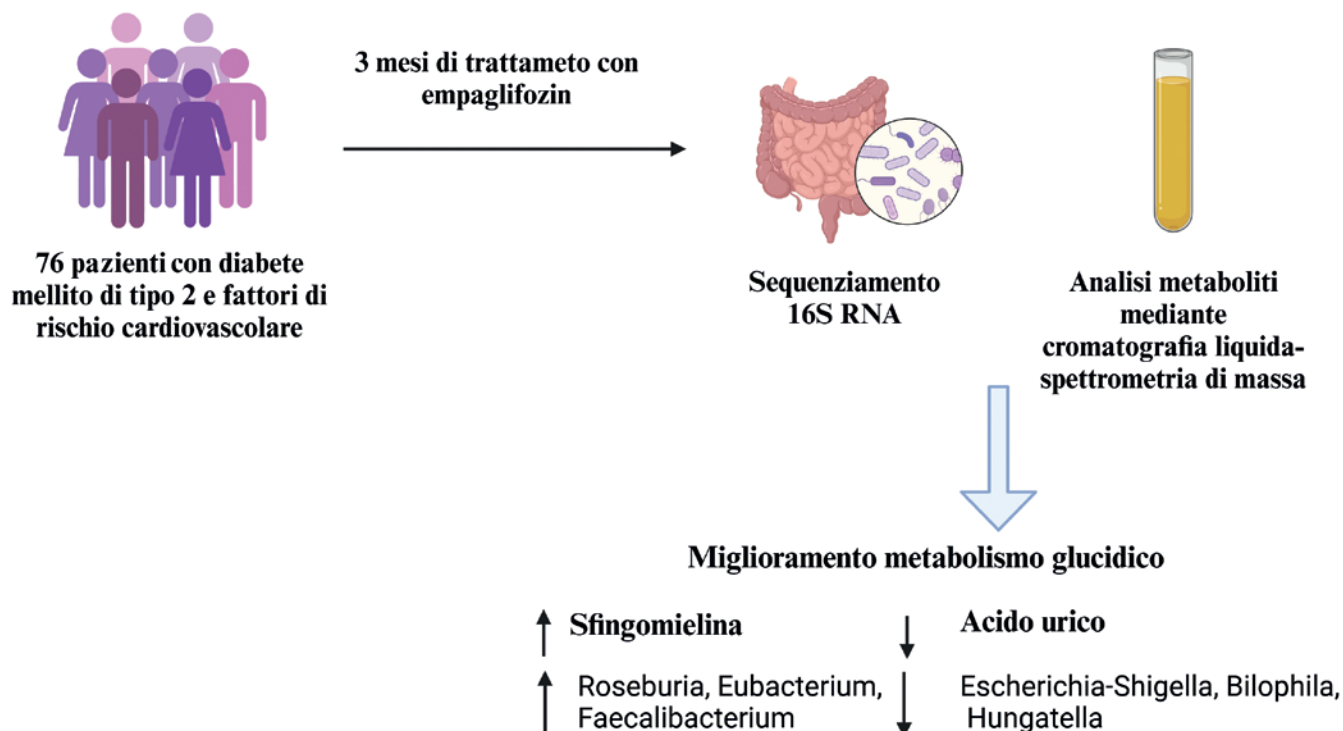 3 mesi di trattameto con
empaglifozin
76 pazienti con diabete
mellito di tipo 2 e fattori di
rischio cardiovascolare
Sequenziamento
16S RNA
Analisi metaboliti
mediante
cromatografia liquida-
spettrometria di massa
Miglioramento metabolismo glucidico
Sfingomielina
Acido urico
Roseburia, Eubacterium,
Faecalibacterium
Escherichia-Shigella, Bilophila,
Hungatella